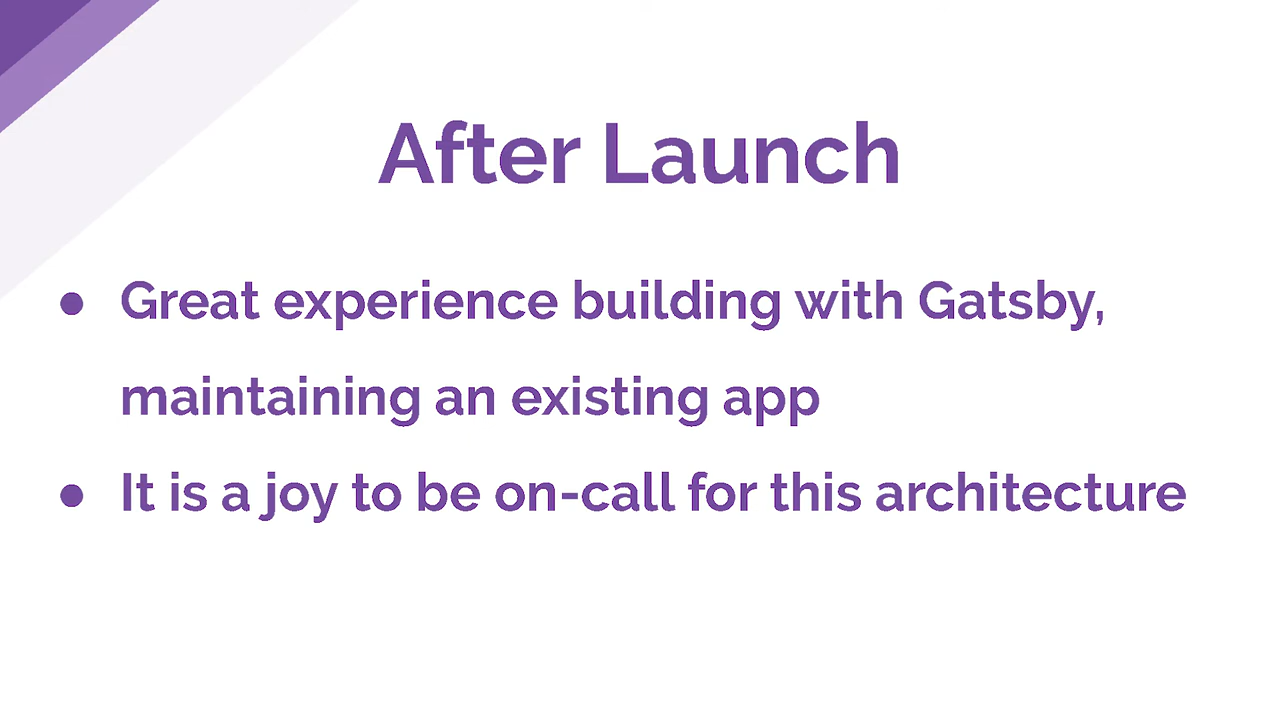 After Launch
● Great experience building with Gatsby,
maintaining an existing app
● It is a joy to be on-call for this architecture